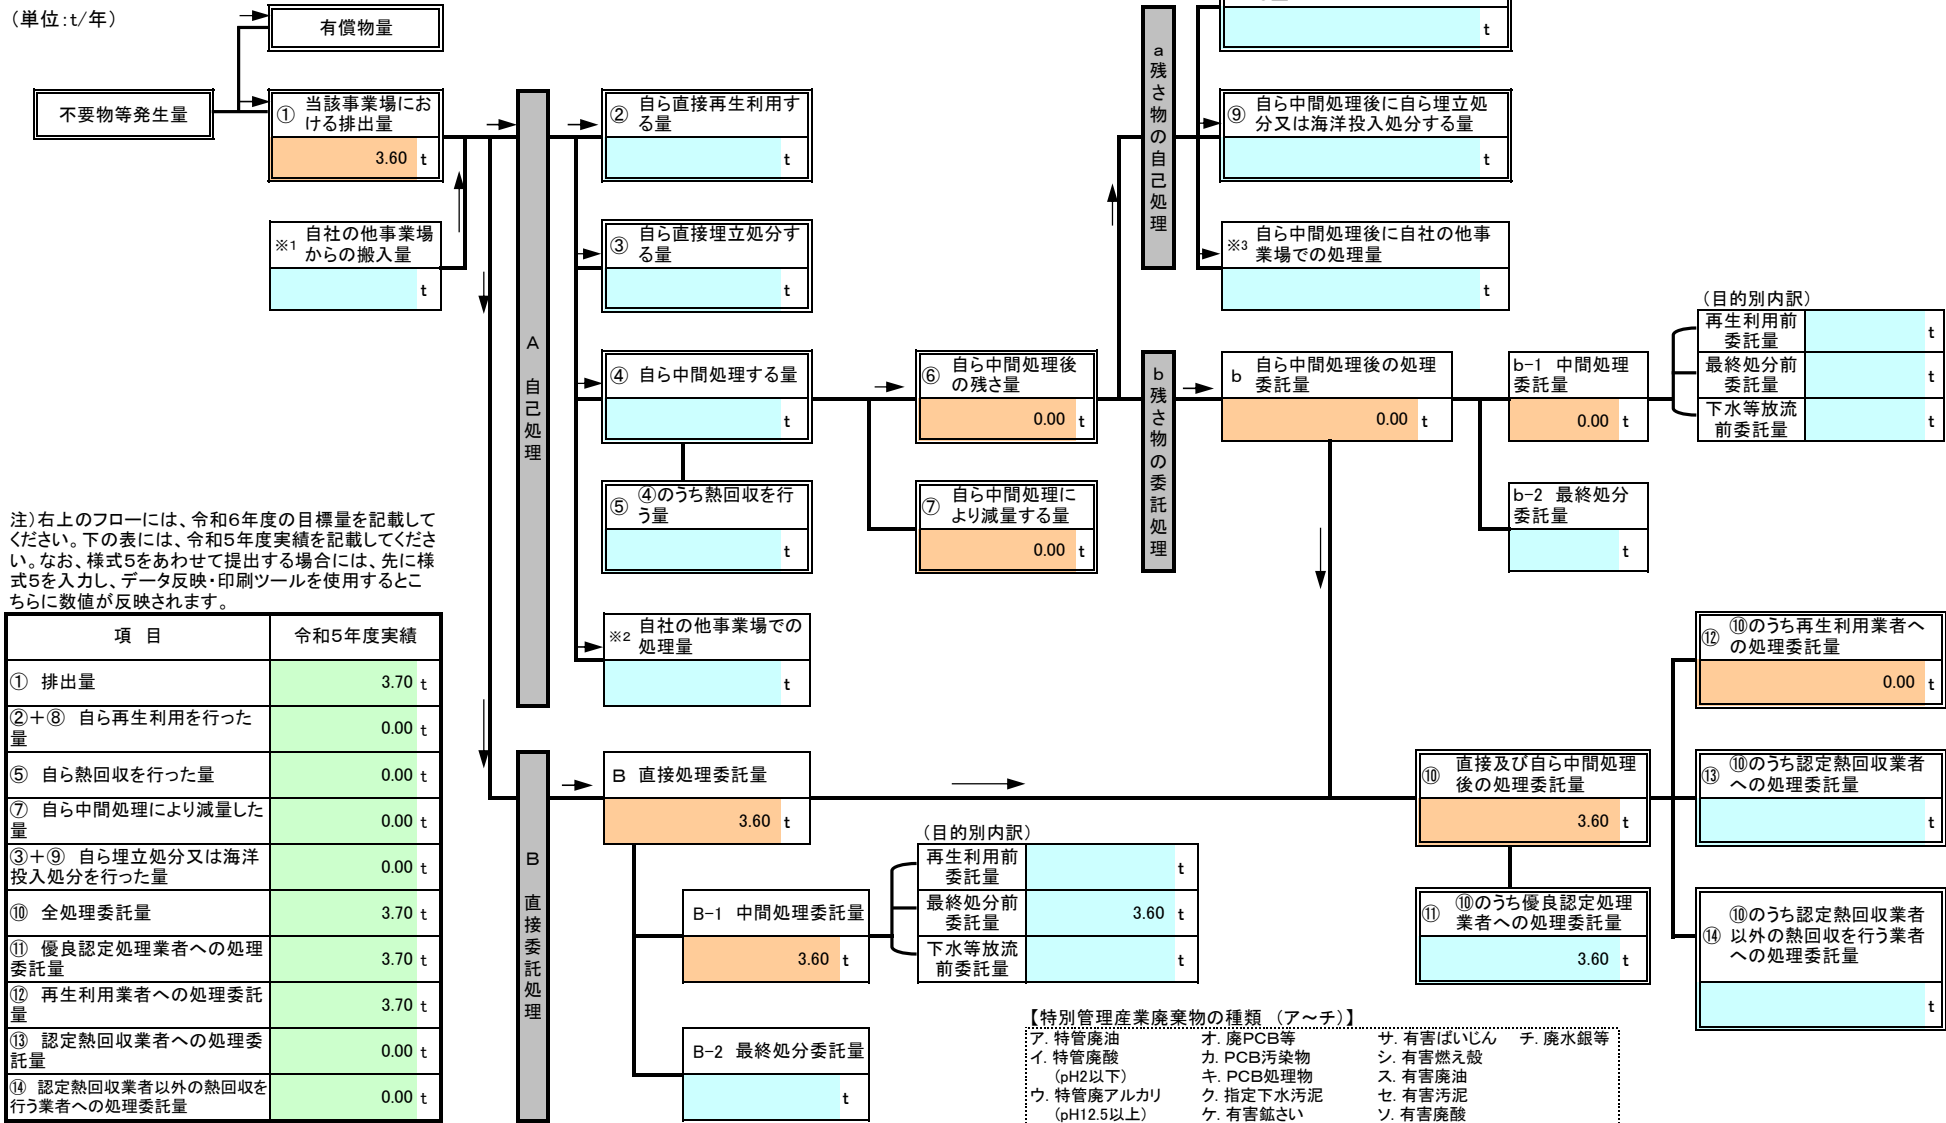 (単位:t/年)
有償物量
不要物等発生量
① 当該事業場にお
ける排出量
3.60 t
※1 自社の他事業場
からの搬入量
t
A 自己処理
② 自ら直接再生利用す
る量
t
③ 自ら直接埋立処分す
る量
t
④ 自ら中間処理する量
t
⑤ ④のうち熱回収を行
う量
t
※2 自社の他事業場での
処理量
t
⑥ 自ら中間処理後
の残さ量
0.00 t
⑦ 自ら中間処理に
より減量する量
0.00 t
a 残さ物の自己処理
t
⑨ 自ら中間処理後に自ら埋立処
分又は海洋投入処分する量
t
※3 自ら中間処理後に自社の他事
業場での処理量
t
b 残さ物の委託処理
b 自ら中間処理後の処理
委託量
0.00 t
b-1 中間処理
委託量
0.00 t
(目的別内訳)
再生利用前
委託量
t
最終処分前
委託量
t
下水等放流
前委託量
t
b-2 最終処分
委託量
t
注)右上のフローには、令和6年度の目標量を記載して
ください。下の表には、令和5年度実績を記載してくださ
い。なお、様式5をあわせて提出する場合には、先に様
式5を入力し、データ反映・印刷ツールを使用するとこ
ちらに数値が反映されます。
項 目 令和5年度実績
① 排出量 3.70 t
②+⑧ 自ら再生利用を行った
量 0.00 t
⑤ 自ら熱回収を行った量 0.00 t
⑦ 自ら中間処理により減量した
量 0.00 t
③+⑨ 自ら埋立処分又は海洋
投入処分を行った量 0.00 t
⑩ 全処理委託量 3.70 t
⑪ 優良認定処理業者への処理
委託量 3.70 t
⑫ 再生利用業者への処理委託
量 3.70 t
⑬ 認定熱回収業者への処理委
託量 0.00 t
⑭ 認定熱回収業者以外の熱回収を
行う業者への処理委託量 0.00 t
B 直接委託処理
B 直接処理委託量
3.60 t
B-1 中間処理委託量
3.60 t
(目的別内訳)
再生利用前
委託量
t
最終処分前
委託量
3.60 t
下水等放流
前委託量
t
B-2 最終処分委託量
t
⑩ 直接及び自ら中間処理
後の処理委託量
3.60 t
⑪ ⑩のうち優良認定処理
業者への処理委託量
3.60 t
⑫ ⑩のうち再生利用業者へ
の処理委託量
0.00 t
⑬ ⑩のうち認定熱回収業者
への処理委託量
t
⑭ ⑩のうち認定熱回収業者
以外の熱回収を行う業者
への処理委託量
t
【特別管理産業廃棄物の種類 (ア~チ)】
ア. 特管廃油 オ. 廃PCB等 サ. 有害ばいじん チ. 廃水銀等
イ. 特管廃酸 カ. PCB汚染物 シ. 有害燃え殻
(pH2以下) キ. PCB処理物 ス. 有害廃油
ウ. 特管廃アルカリ ク. 指定下水汚泥 セ. 有害汚泥
(pH12.5以上) ケ. 有害鉱さい ソ. 有害廃酸